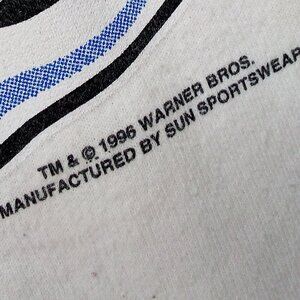 TM & © 1996 WARNER BROS.
MANUFACTURED BY SUN SPORTSWEAR